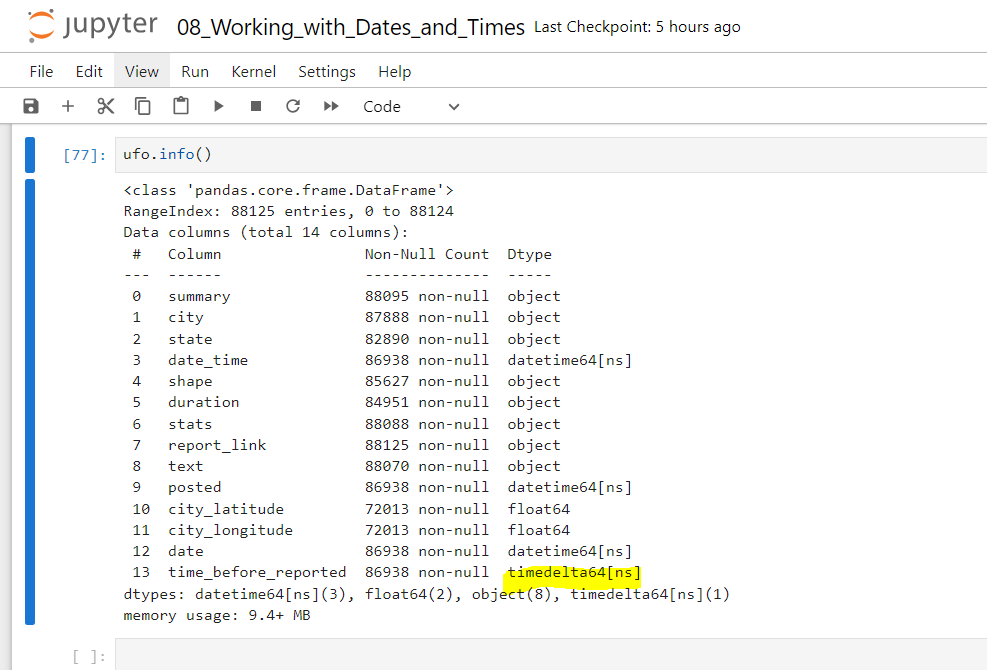 jupyter 08_Working_with_Dates_and_Times Last Checkpoint: 5 hours ago
File Edit View Run Kernel Settings Help
Code
[77]: ufo.info()
<class 'pandas.core.frame.DataFrame'>
RangeIndex: 88125 entries, 0 to 88124
Data columns (total 14 columns):
 #   Column                Non-Null Count  Dtype
---  ------                --------------  -----
 0   summary               88095 non-null  object
 1   city                  87888 non-null  object
 2   state                 82890 non-null  object
 3   date_time             86938 non-null  datetime64[ns]
 4   shape                 85627 non-null  object
 5   duration              84951 non-null  object
 6   stats                 88088 non-null  object
 7   report_link           88125 non-null  object
 8   text                  88070 non-null  object
 9   posted                86938 non-null  datetime64[ns]
 10  city_latitude         72013 non-null  float64
 11  city_longitude        72013 non-null  float64
 12  date                  86938 non-null  datetime64[ns]
 13  time_before_reported  86938 non-null  timedelta64[ns]
dtypes: datetime64[ns](3), float64(2), object(8), timedelta64[ns](1)
memory usage: 9.4+ MB
[ ]: